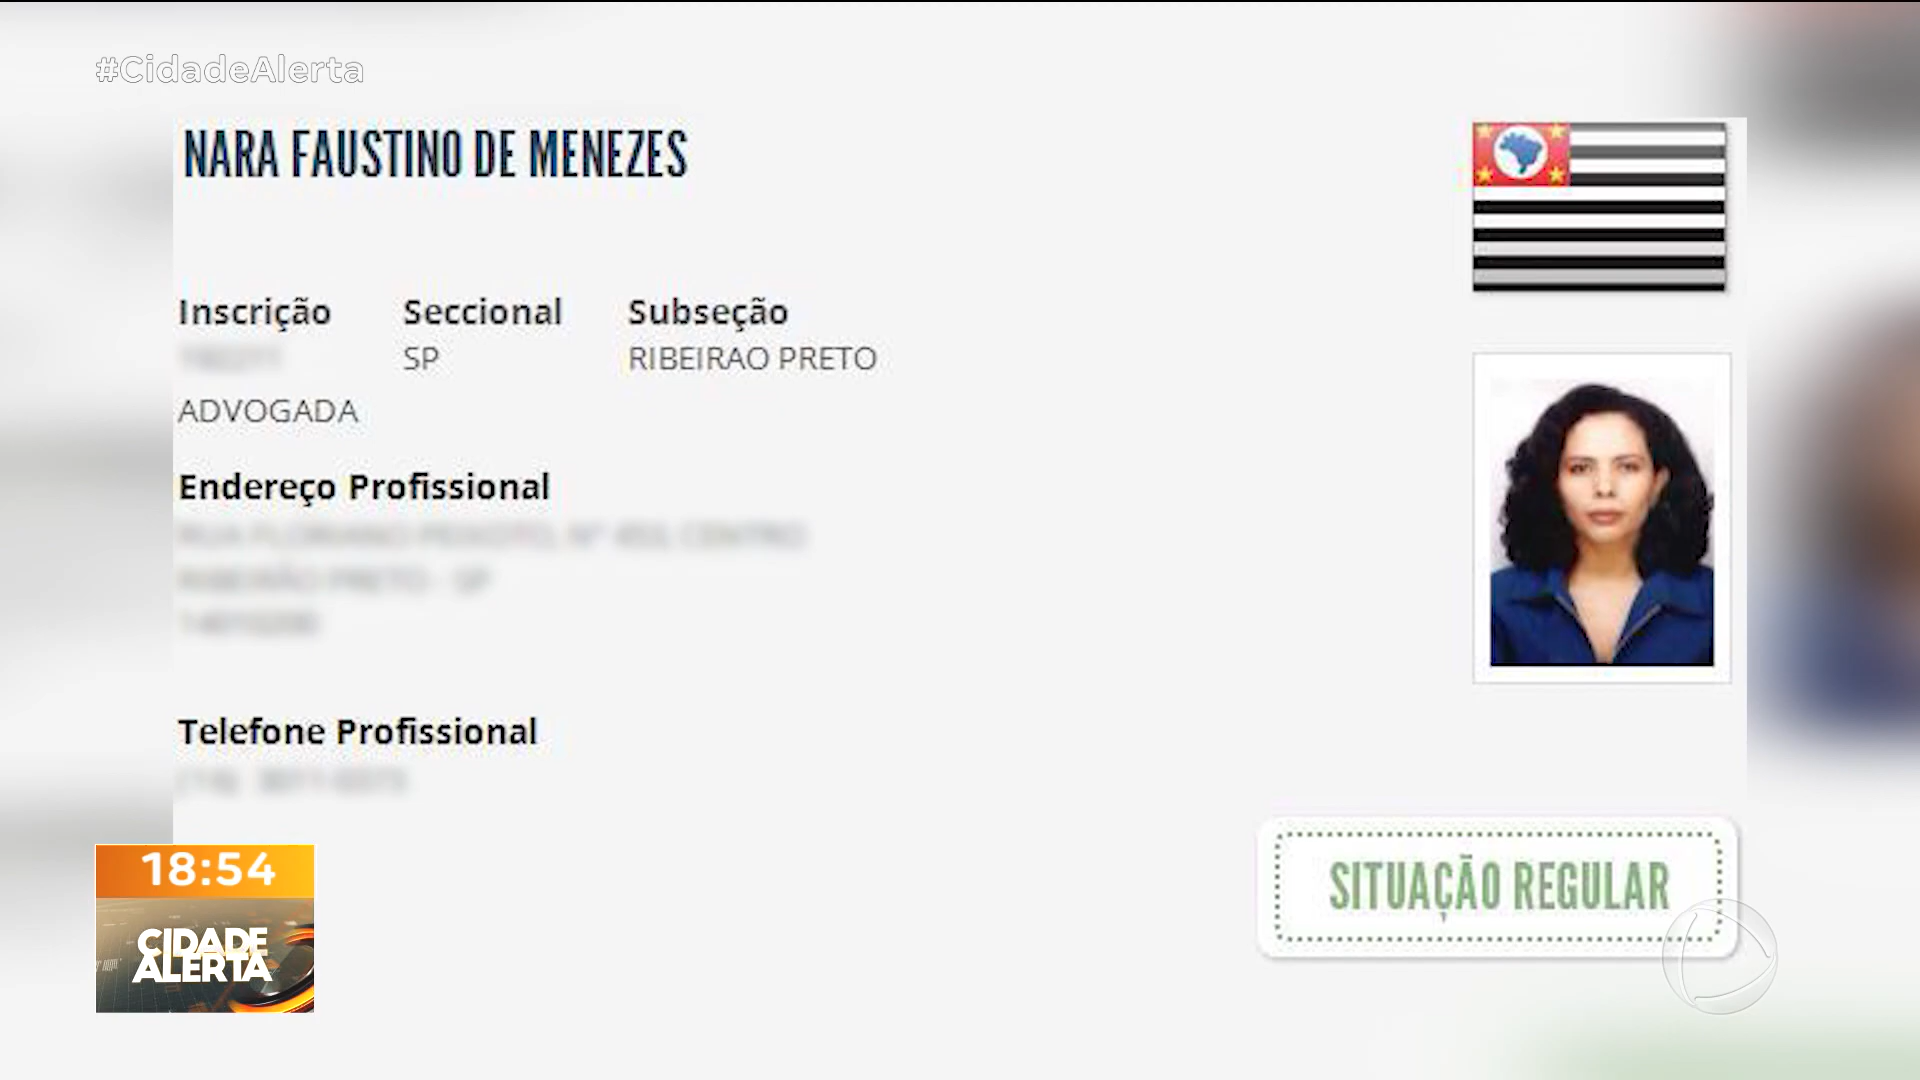 #CidadeAlerta
NARA FAUSTINO DE MENEZES
Inscrição Seccional Subseção
SP RIBEIRAO PRETO
ADVOGADA
Endereço Profissional
Telefone Profissional
SITUAÇÃO REGULAR
18:54
CIDADE
ALERTA